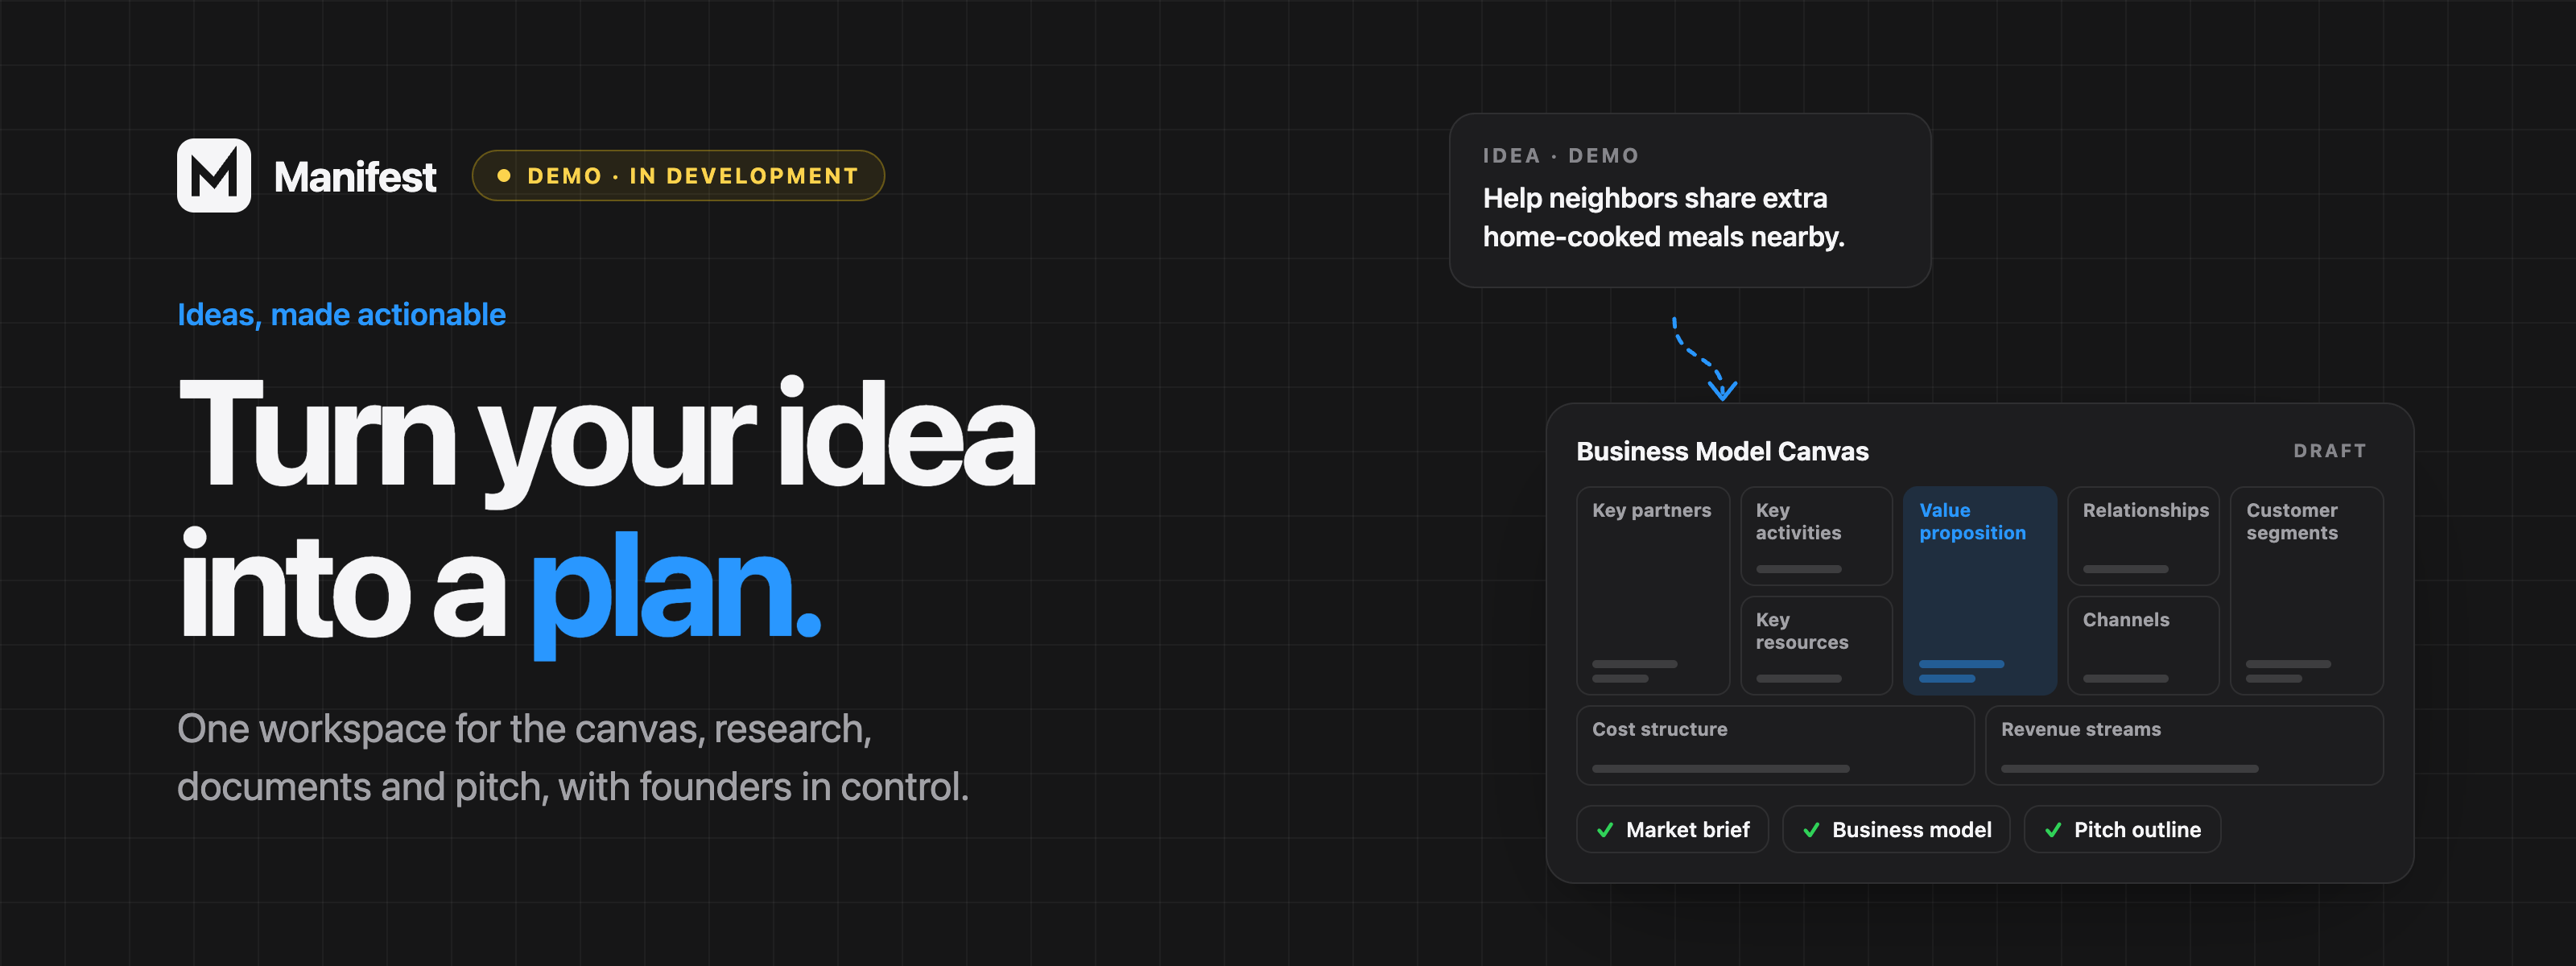 Manifest
DEMO · IN DEVELOPMENT
Ideas, made actionable
Turn your idea
into a plan.
One workspace for the canvas, research,
documents and pitch, with founders in control.
IDEA · DEMO
Help neighbors share extra
home-cooked meals nearby.
Business Model Canvas
DRAFT
Key partners
Key
activities
Key
resources
Value
proposition
Relationships
Channels
Customer
segments
Cost structure
Revenue streams
Market brief
Business model
Pitch outline